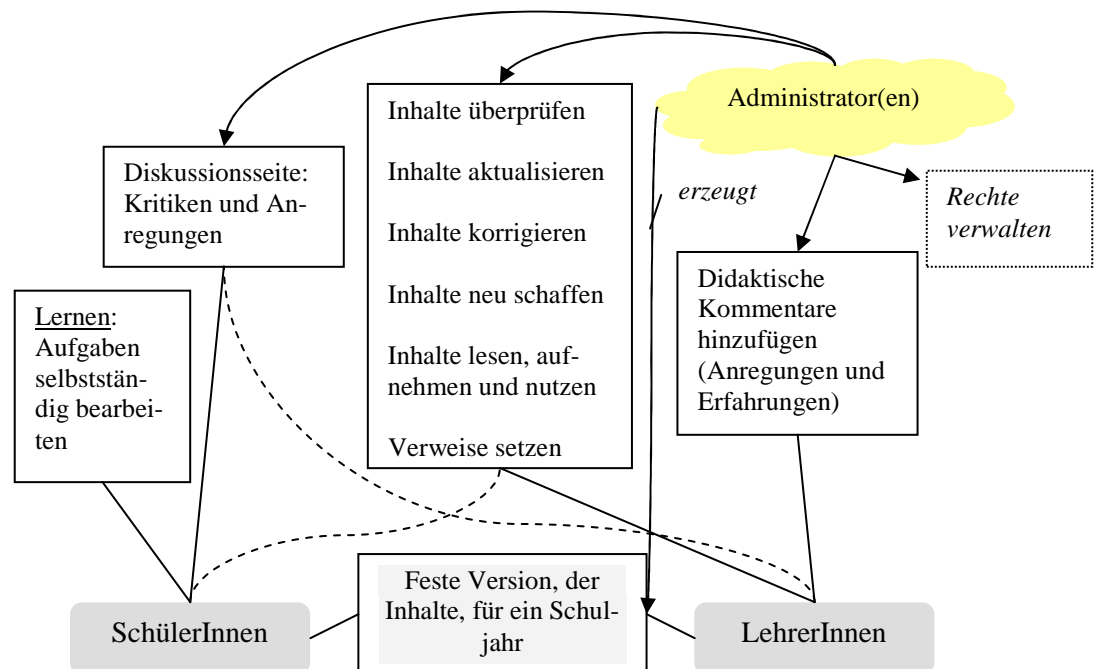 Administrator(en)
Inhalte überprüfen
Inhalte aktualisieren
Inhalte korrigieren
Inhalte neu schaffen
Inhalte lesen, auf-
nehmen und nutzen
Verweise setzen
Diskussionsseite:
Kritiken und An-
regungen
erzeugt
Rechte
verwalten
Didaktische
Kommentare
hinzufügen
(Anregungen und
Erfahrungen)
Lernen:
Aufgaben
selbststän-
dig bearbei-
ten
Feste Version, der
Inhalte, für ein Schul-
jahr
SchülerInnen
LehrerInnen